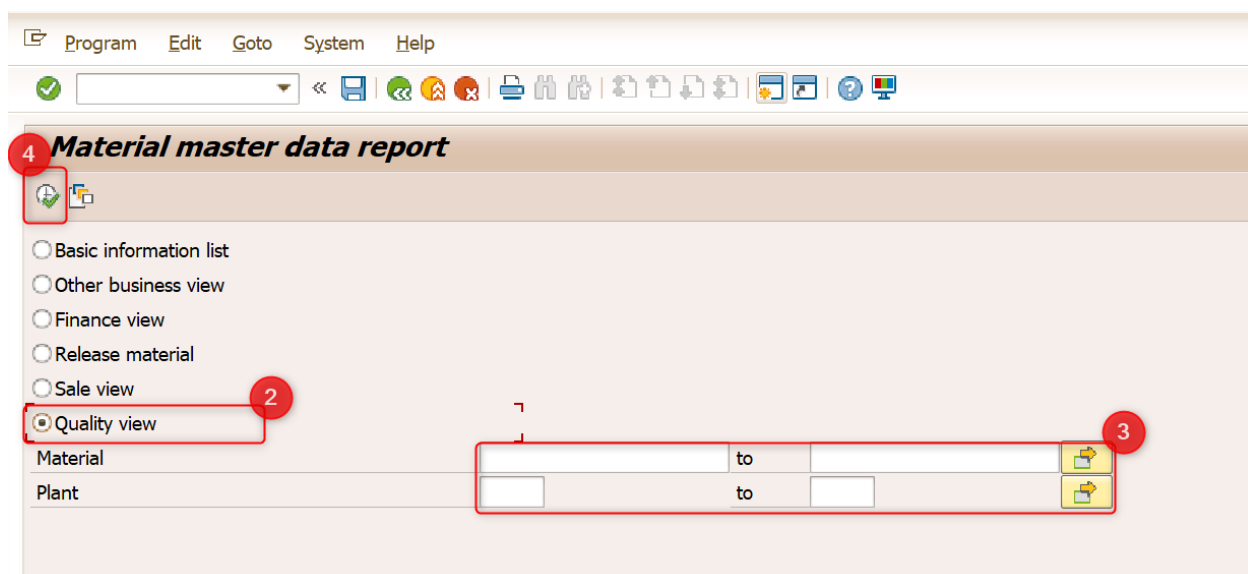 Program Edit Goto System Help
Material master data report
4
Basic information list
Other business view
Finance view
Release material
Sale view
2
Quality view
3
Material to
Plant to